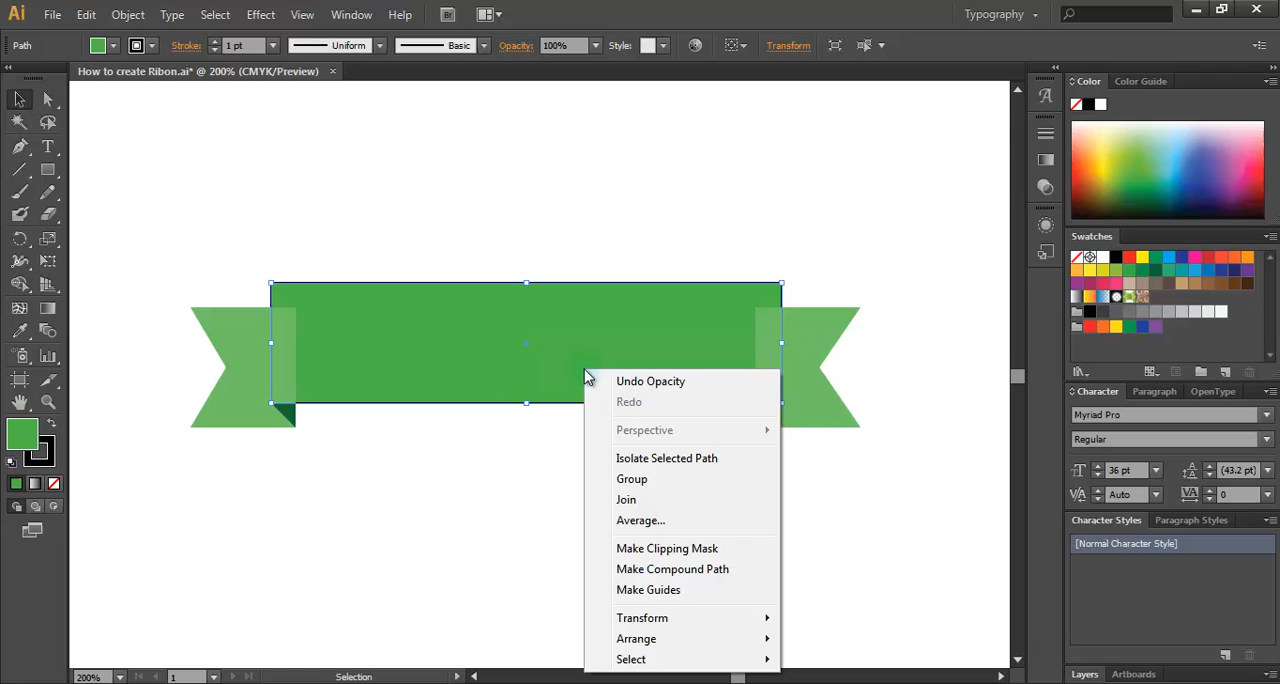 Ai File Edit Object Type Select Effect View Window Help Br Typography
Path Stroke: 1 pt Uniform Basic Opacity: 100% Style: Transform
How to create Ribon.ai* @ 200% (CMYK/Preview) ×
Color Color Guide
Swatches
Undo Opacity
Redo
Perspective
Isolate Selected Path
Group
Join
Average...
Make Clipping Mask
Make Compound Path
Make Guides
Transform
Arrange
Select
Character Paragraph OpenType
Myriad Pro
Regular
36 pt (43.2 pt)
Auto 0
Character Styles Paragraph Styles
[Normal Character Style]
Layers Artboards
200% 1 Selection